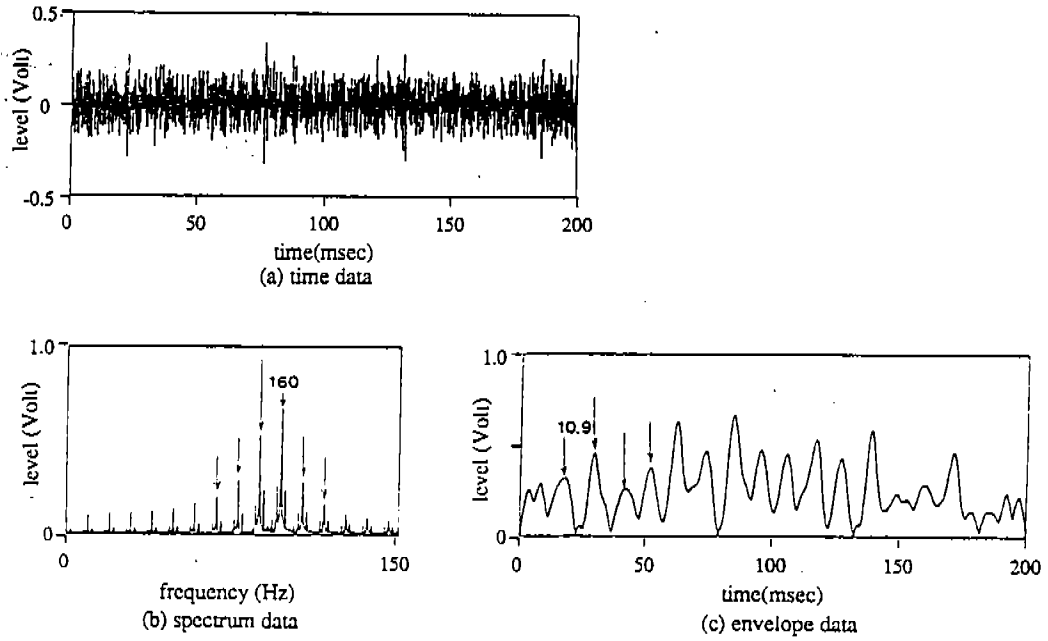 0.5
level (Volt)
0
-0.5
0 50 100 150 200
time(msec)
(a) time data
1.0
level (Volt)
160
0
0 150
frequency (Hz)
(b) spectrum data
1.0
level (Volt)
10.9
0
0 50 100 150 200
time(msec)
(c) envelope data